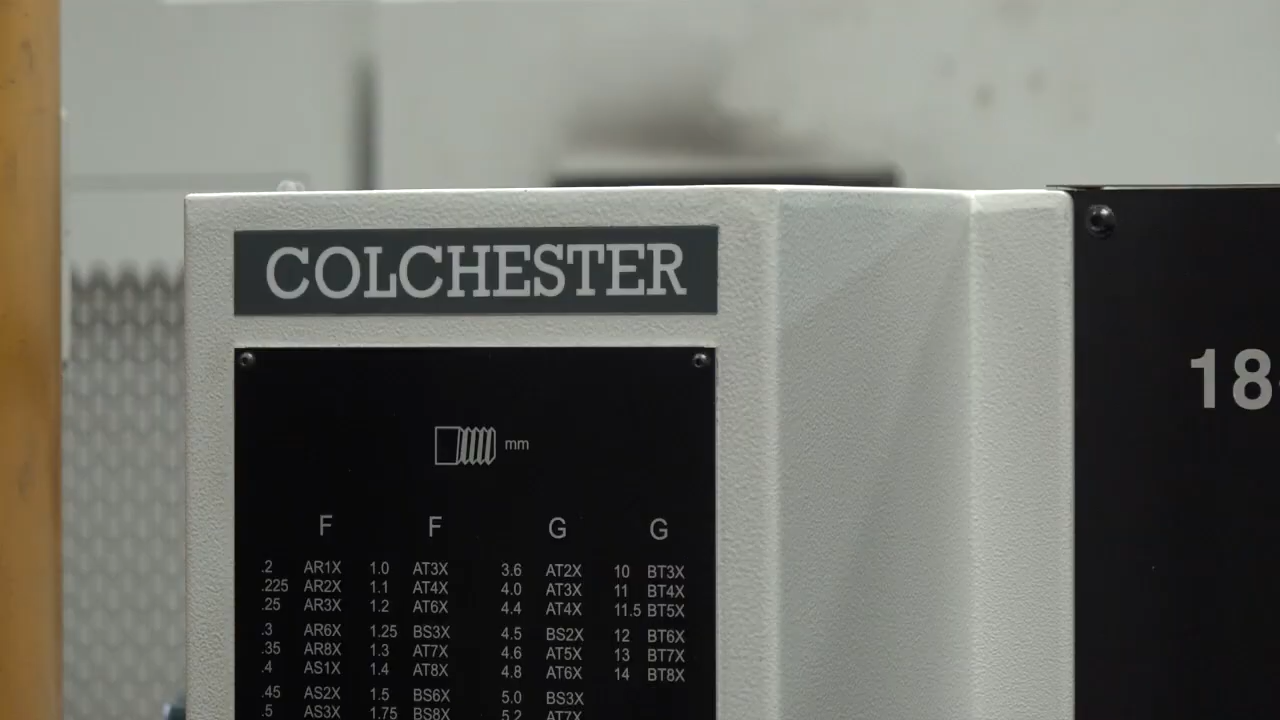 COLCHESTER
18
mm
F F G G
.2 AR1X 1.0 AT3X 3.6 AT2X 10 BT3X
.225 AR2X 1.1 AT4X 4.0 AT3X 11 BT4X
.25 AR3X 1.2 AT6X 4.4 AT4X 11.5 BT5X
.3 AR6X 1.25 BS3X 4.5 BS2X 12 BT6X
.35 AR8X 1.3 AT7X 4.6 AT5X 13 BT7X
.4 AS1X 1.4 AT8X 4.8 AT6X 14 BT8X
.45 AS2X 1.5 BS6X 5.0 BS3X
.5 AS3X 1.75 BS8X 5.2 AT7X